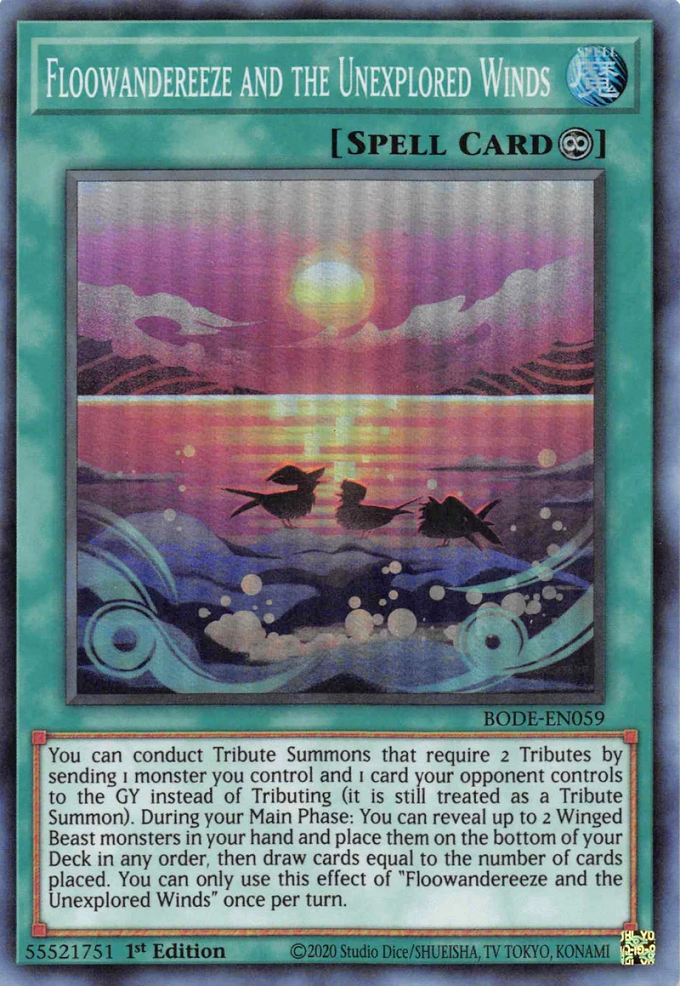 Floowandereeze and the Unexplored Winds
SPELL
魔
[Spell Card]
BODE-EN059
You can conduct Tribute Summons that require 2 Tributes by
sending 1 monster you control and 1 card your opponent controls
to the GY instead of Tributing (it is still treated as a Tribute
Summon). During your Main Phase: You can reveal up to 2 Winged
Beast monsters in your hand and place them on the bottom of your
Deck in any order, then draw cards equal to the number of cards
placed. You can only use this effect of "Floowandereeze and the
Unexplored Winds" once per turn.
55521751 1st Edition ©2020 Studio Dice/SHUEISHA, TV TOKYO, KONAMI